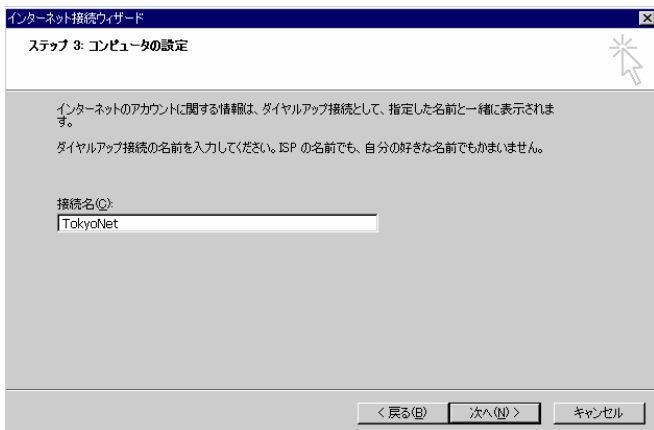 インターネット接続ウィザード
ステップ 3: コンピュータの設定
インターネットのアカウントに関する情報は、ダイヤルアップ接続として、指定した名前と一緒に表示されま
す。
ダイヤルアップ接続の名前を入力してください。ISP の名前でも、自分の好きな名前でもかまいません。
接続名(C):
TokyoNet
< 戻る(B) 次へ(N) > キャンセル